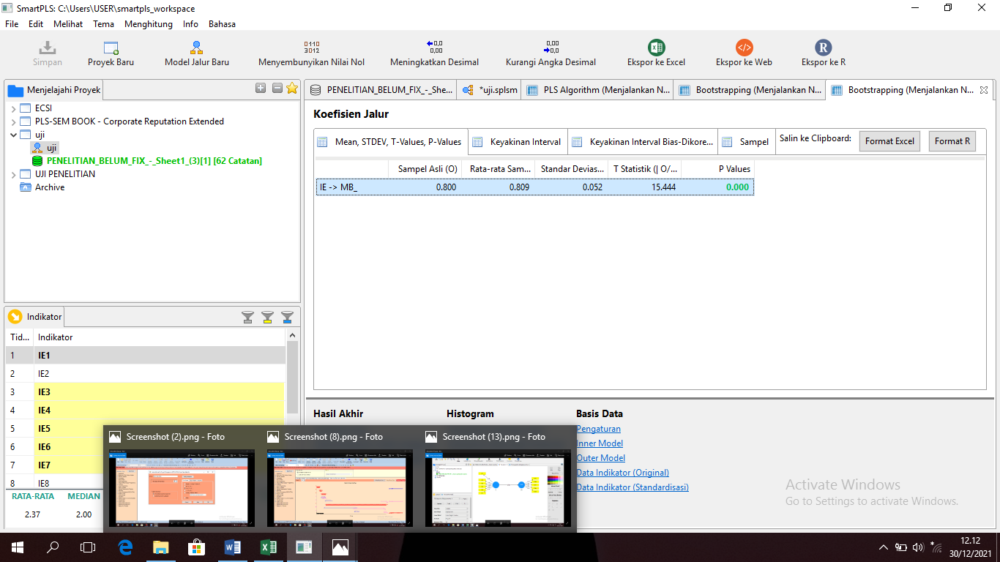 SmartPLS: C:\Users\USER\smartpls_workspace
File Edit Melihat Tema Menghitung Info Bahasa
Simpan Proyek Baru Model Jalur Baru Menyembunyikan Nilai Nol Meningkatkan Desimal Kurangi Angka Desimal Ekspor ke Excel Ekspor ke Web Ekspor ke R
Menjelajahi Proyek
ECSI
PLS-SEM BOOK - Corporate Reputation Extended
uji
uji
PENELITIAN_BELUM_FIX_-_Sheet1_(3)[1] [62 Catatan]
UJI PENELITIAN
Archive
PENELITIAN_BELUM_FIX_-_She... *uji.splsm PLS Algorithm (Menjalankan N... Bootstrapping (Menjalankan N... Bootstrapping (Menjalankan N...
Koefisien Jalur
Mean, STDEV, T-Values, P-Values Keyakinan Interval Keyakinan Interval Bias-Dikore... Sampel Salin ke Clipboard: Format Excel Format R
Sampel Asli (O) Rata-rata Sam... Standar Devias... T Statistik (| O/... P Values
IE -> MB_ 0.800 0.809 0.052 15.444 0.000
Indikator
Tid... Indikator
1 IE1
2 IE2
3 IE3
4 IE4
5 IE5
6 IE6
7 IE7
8 IE8
RATA-RATA MEDIAN
2.37 2.00
Hasil Akhir Histogram Basis Data
Pengaturan
Inner Model
Outer Model
Data Indikator (Original)
Data Indikator (Standardisasi)
Screenshot (2).png - Foto Screenshot (8).png - Foto Screenshot (13).png - Foto
Activate Windows
Go to Settings to activate Windows.
12.12
30/12/2021